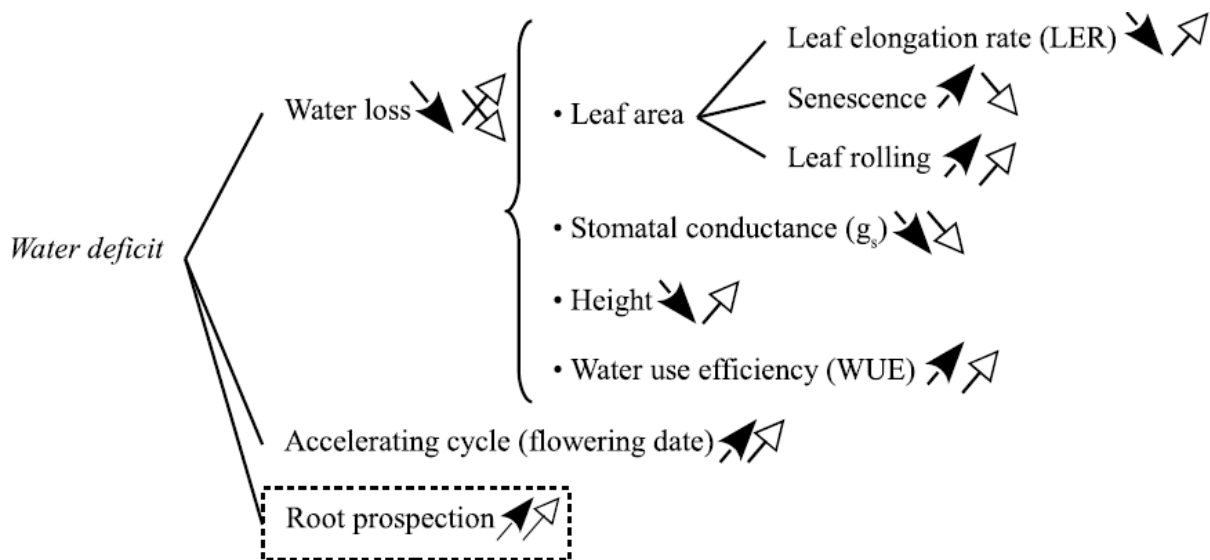 Leaf elongation rate (LER)
Water loss
Senescence
• Leaf area
Leaf rolling
• Stomatal conductance (gs)
Water deficit
• Height
• Water use efficiency (WUE)
Accelerating cycle (flowering date)
Root prospection